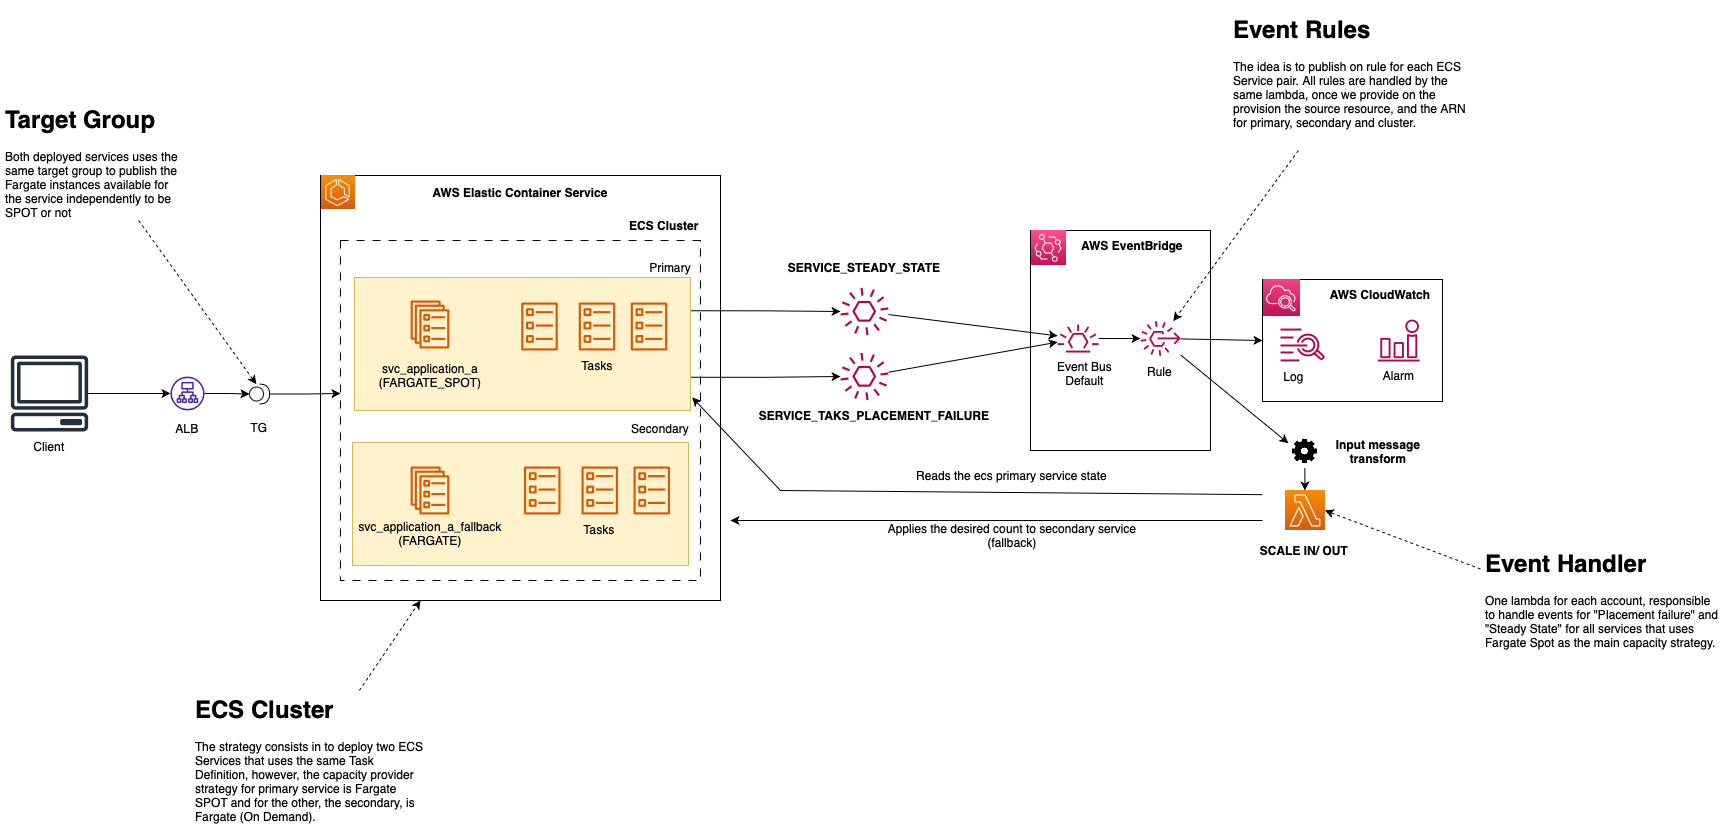 Event Rules
The idea is to publish on rule for each ECS
Service pair. All rules are handled by the
same lambda, once we provide on the
provision the source resource, and the ARN
for primary, secondary and cluster.
Target Group
Both deployed services uses the
same target group to publish the
Fargate instances available for
the service independently to be
SPOT or not
AWS Elastic Container Service
ECS Cluster
Primary
svc_application_a
(FARGATE_SPOT)
Tasks
Secondary
svc_application_a_fallback
(FARGATE)
Tasks
Client
ALB
TG
SERVICE_STEADY_STATE
SERVICE_TAKS_PLACEMENT_FAILURE
AWS EventBridge
Event Bus
Default
Rule
AWS CloudWatch
Log
Alarm
Input message
transform
Reads the ecs primary service state
Applies the desired count to secondary service
(fallback)
SCALE IN/ OUT
Event Handler
One lambda for each account, responsible
to handle events for "Placement failure" and
"Steady State" for all services that uses
Fargate Spot as the main capacity strategy.
ECS Cluster
The strategy consists in to deploy two ECS
Services that uses the same Task
Definition, however, the capacity provider
strategy for primary service is Fargate
SPOT and for the other, the secondary, is
Fargate (On Demand).